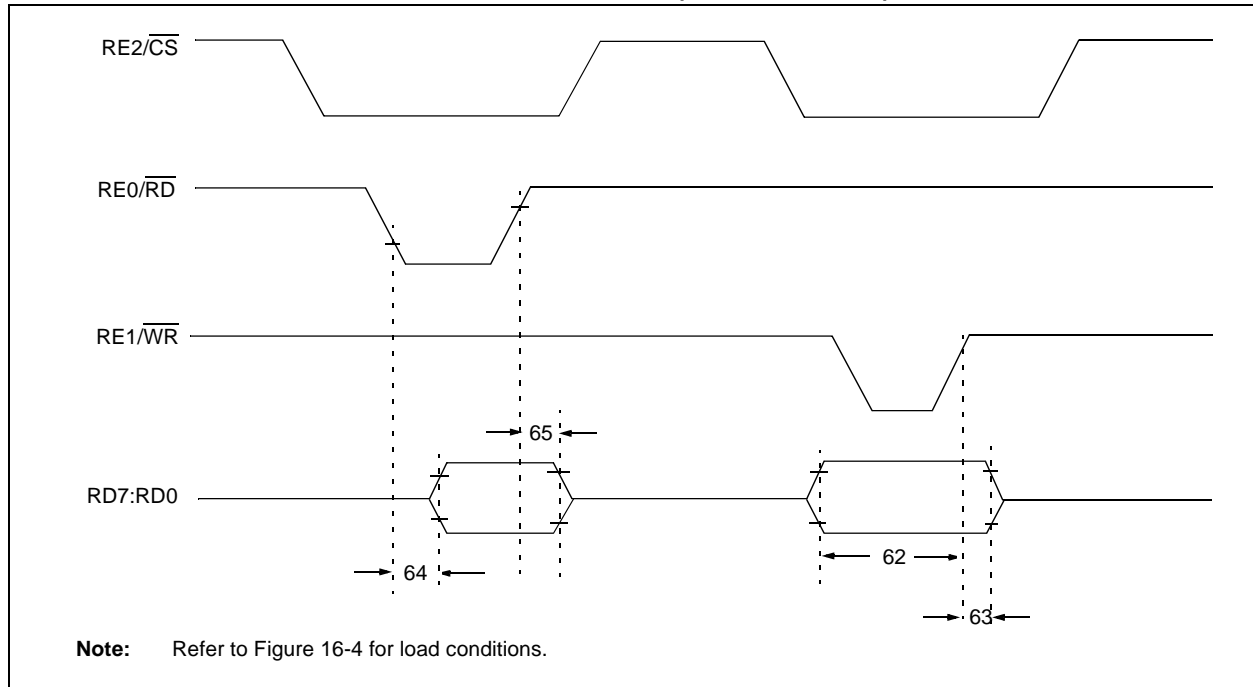 RE2/CS
RE0/RD
RE1/WR
65
RD7:RD0
62
64
63
Note: Refer to Figure 16-4 for load conditions.